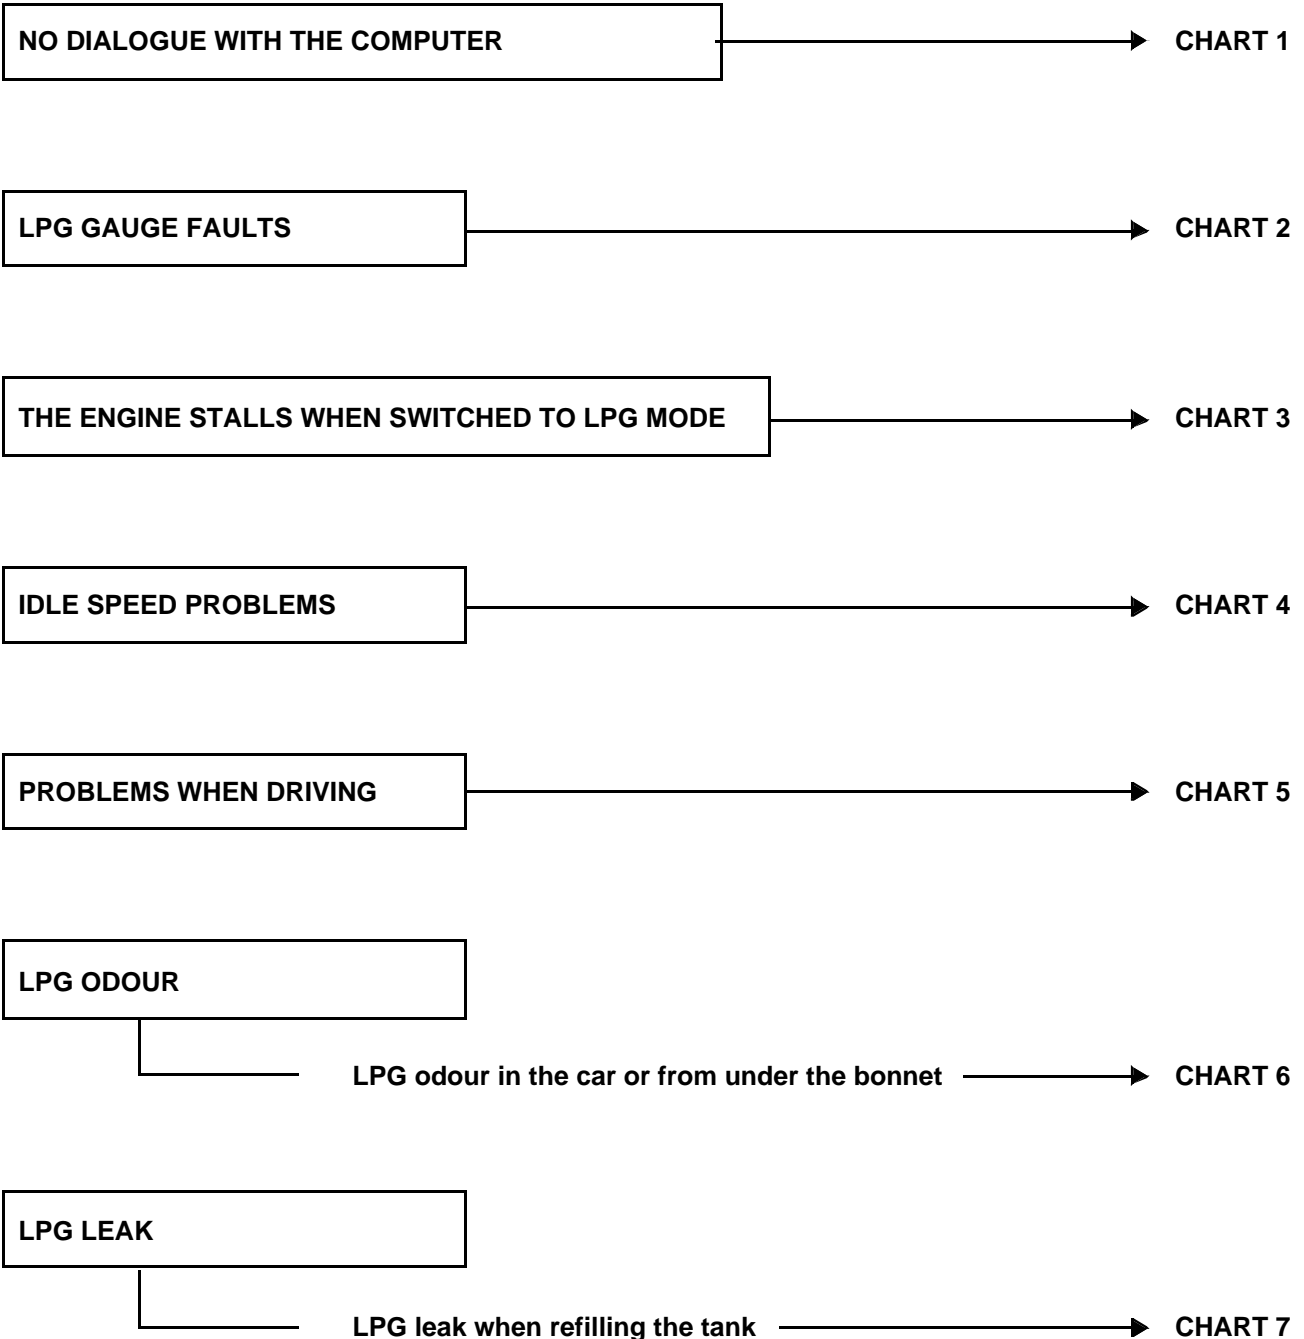 NO DIALOGUE WITH THE COMPUTER CHART 1
LPG GAUGE FAULTS CHART 2
THE ENGINE STALLS WHEN SWITCHED TO LPG MODE CHART 3
IDLE SPEED PROBLEMS CHART 4
PROBLEMS WHEN DRIVING CHART 5
LPG ODOUR
LPG odour in the car or from under the bonnet CHART 6
LPG LEAK
LPG leak when refilling the tank CHART 7